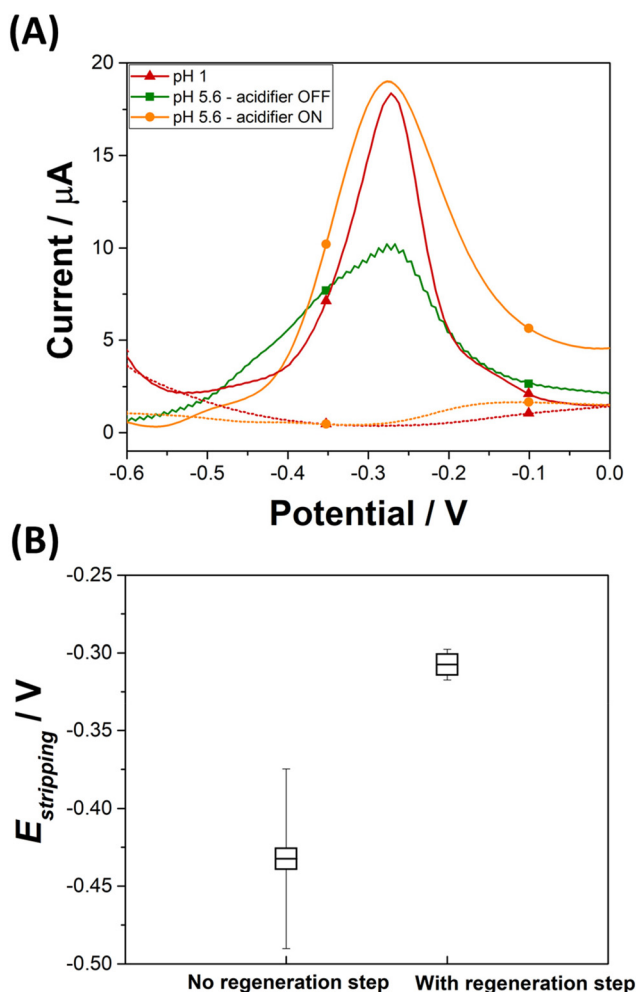 (A)
20
15
10
5
0
Current / μA
pH 1
pH 5.6 - acidifier OFF
pH 5.6 - acidifier ON
-0.6 -0.5 -0.4 -0.3 -0.2 -0.1 0.0
Potential / V
(B)
-0.25
-0.30
-0.35
-0.40
-0.45
-0.50
E stripping / V
No regeneration step With regeneration step